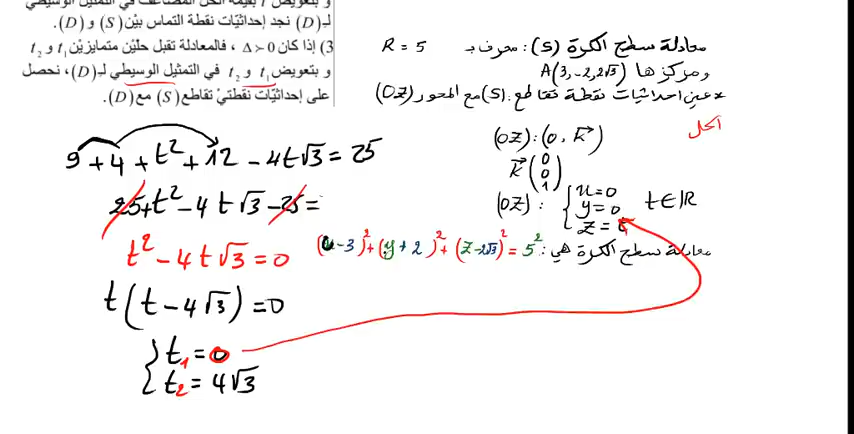 و بتعويض t بقيمة الحل المضاعف في التمثيل الوسيطي
لـ(D) نجد إحداثيات نقطة التماس بين (S) و (D).
3) إذا كان Δ≻0 ، فالمعادلة تقبل حلين متمايزين t₁ و t₂
و بتعويض t₁ و t₂ في التمثيل الوسيطي لـ(D)، نحصل
على إحداثيات نقطتي تقاطع (S) مع (D).
معادلة سطح الكرة (S): معرف بـ R = 5
ومركزها A(3,-2,2√3)
عين احداثيات نقطة تقاطع: (S) مع المحور (OZ)
الحل
(OZ): (O, K⃗)
K⃗ (0 0 1)
(OZ): { x=0
y=0 t∈ℝ
z=t
معادلة سطح الكرة هي: (0-3)²+(y+2)²+(z-2√3)²=5²
9+4+t²+12-4t√3=25
25+t²-4t√3-25=
t²-4t√3=0
t(t-4√3)=0
{ t₁=0
t₂=4√3